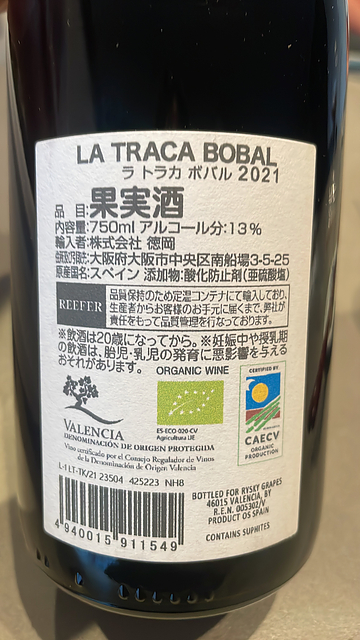 LA TRACA BOBAL
ラ トラカ ボバル 2021
品 目:果実酒
内容量:750ml アルコール分:13%
輸入者:株式会社 徳岡
引取先・住所:大阪府大阪市中央区南船場3-5-25
原産国名:スペイン 添加物:酸化防止剤(亜硫酸塩)
REEFER
品質保持のため定温コンテナにて輸入しており、
生産者からお客様のお手元に届くまで、弊社が
責任をもって品質管理を行なっております。
※飲酒は20歳になってから。※妊娠中や授乳期
の飲酒は、胎児・乳児の発育に悪影響を与える
おそれがあります。
ORGANIC WINE
VALENCIA
DENOMINACIÓN DE ORIGEN PROTEGIDA
Vino certificado por el Consejo Regulador de Vinos
de la Denominación de Origen Valencia
ES-ECO-020-CV
Agricultura UE
CERTIFIED BY
CAECV
ORGANIC
PRODUCTION
L-1 LT-TK/21 23504 425223 NH8
4 940015 911549
BOTTLED FOR RYSKY GRAPES
46015 VALENCIA, BY
R.E.N. 005302/V
PRODUCT OS SPAIN
CONTAINS SUPHITES